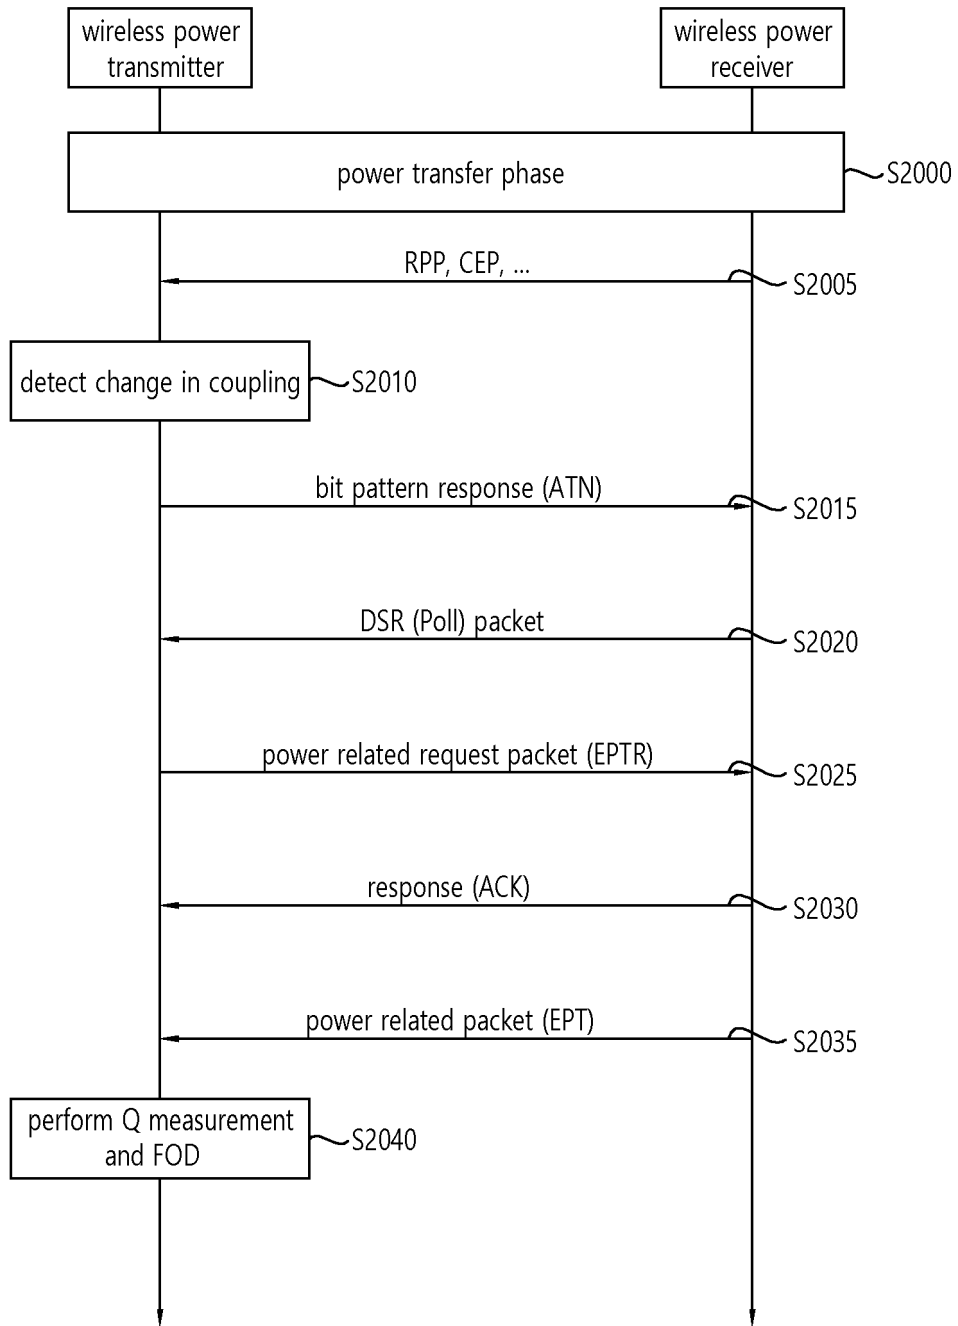 wireless power
transmitter
wireless power
receiver
power transfer phase
S2000
RPP, CEP, ...
S2005
detect change in coupling
S2010
bit pattern response (ATN)
S2015
DSR (Poll) packet
S2020
power related request packet (EPTR)
S2025
response (ACK)
S2030
power related packet (EPT)
S2035
perform Q measurement
and FOD
S2040